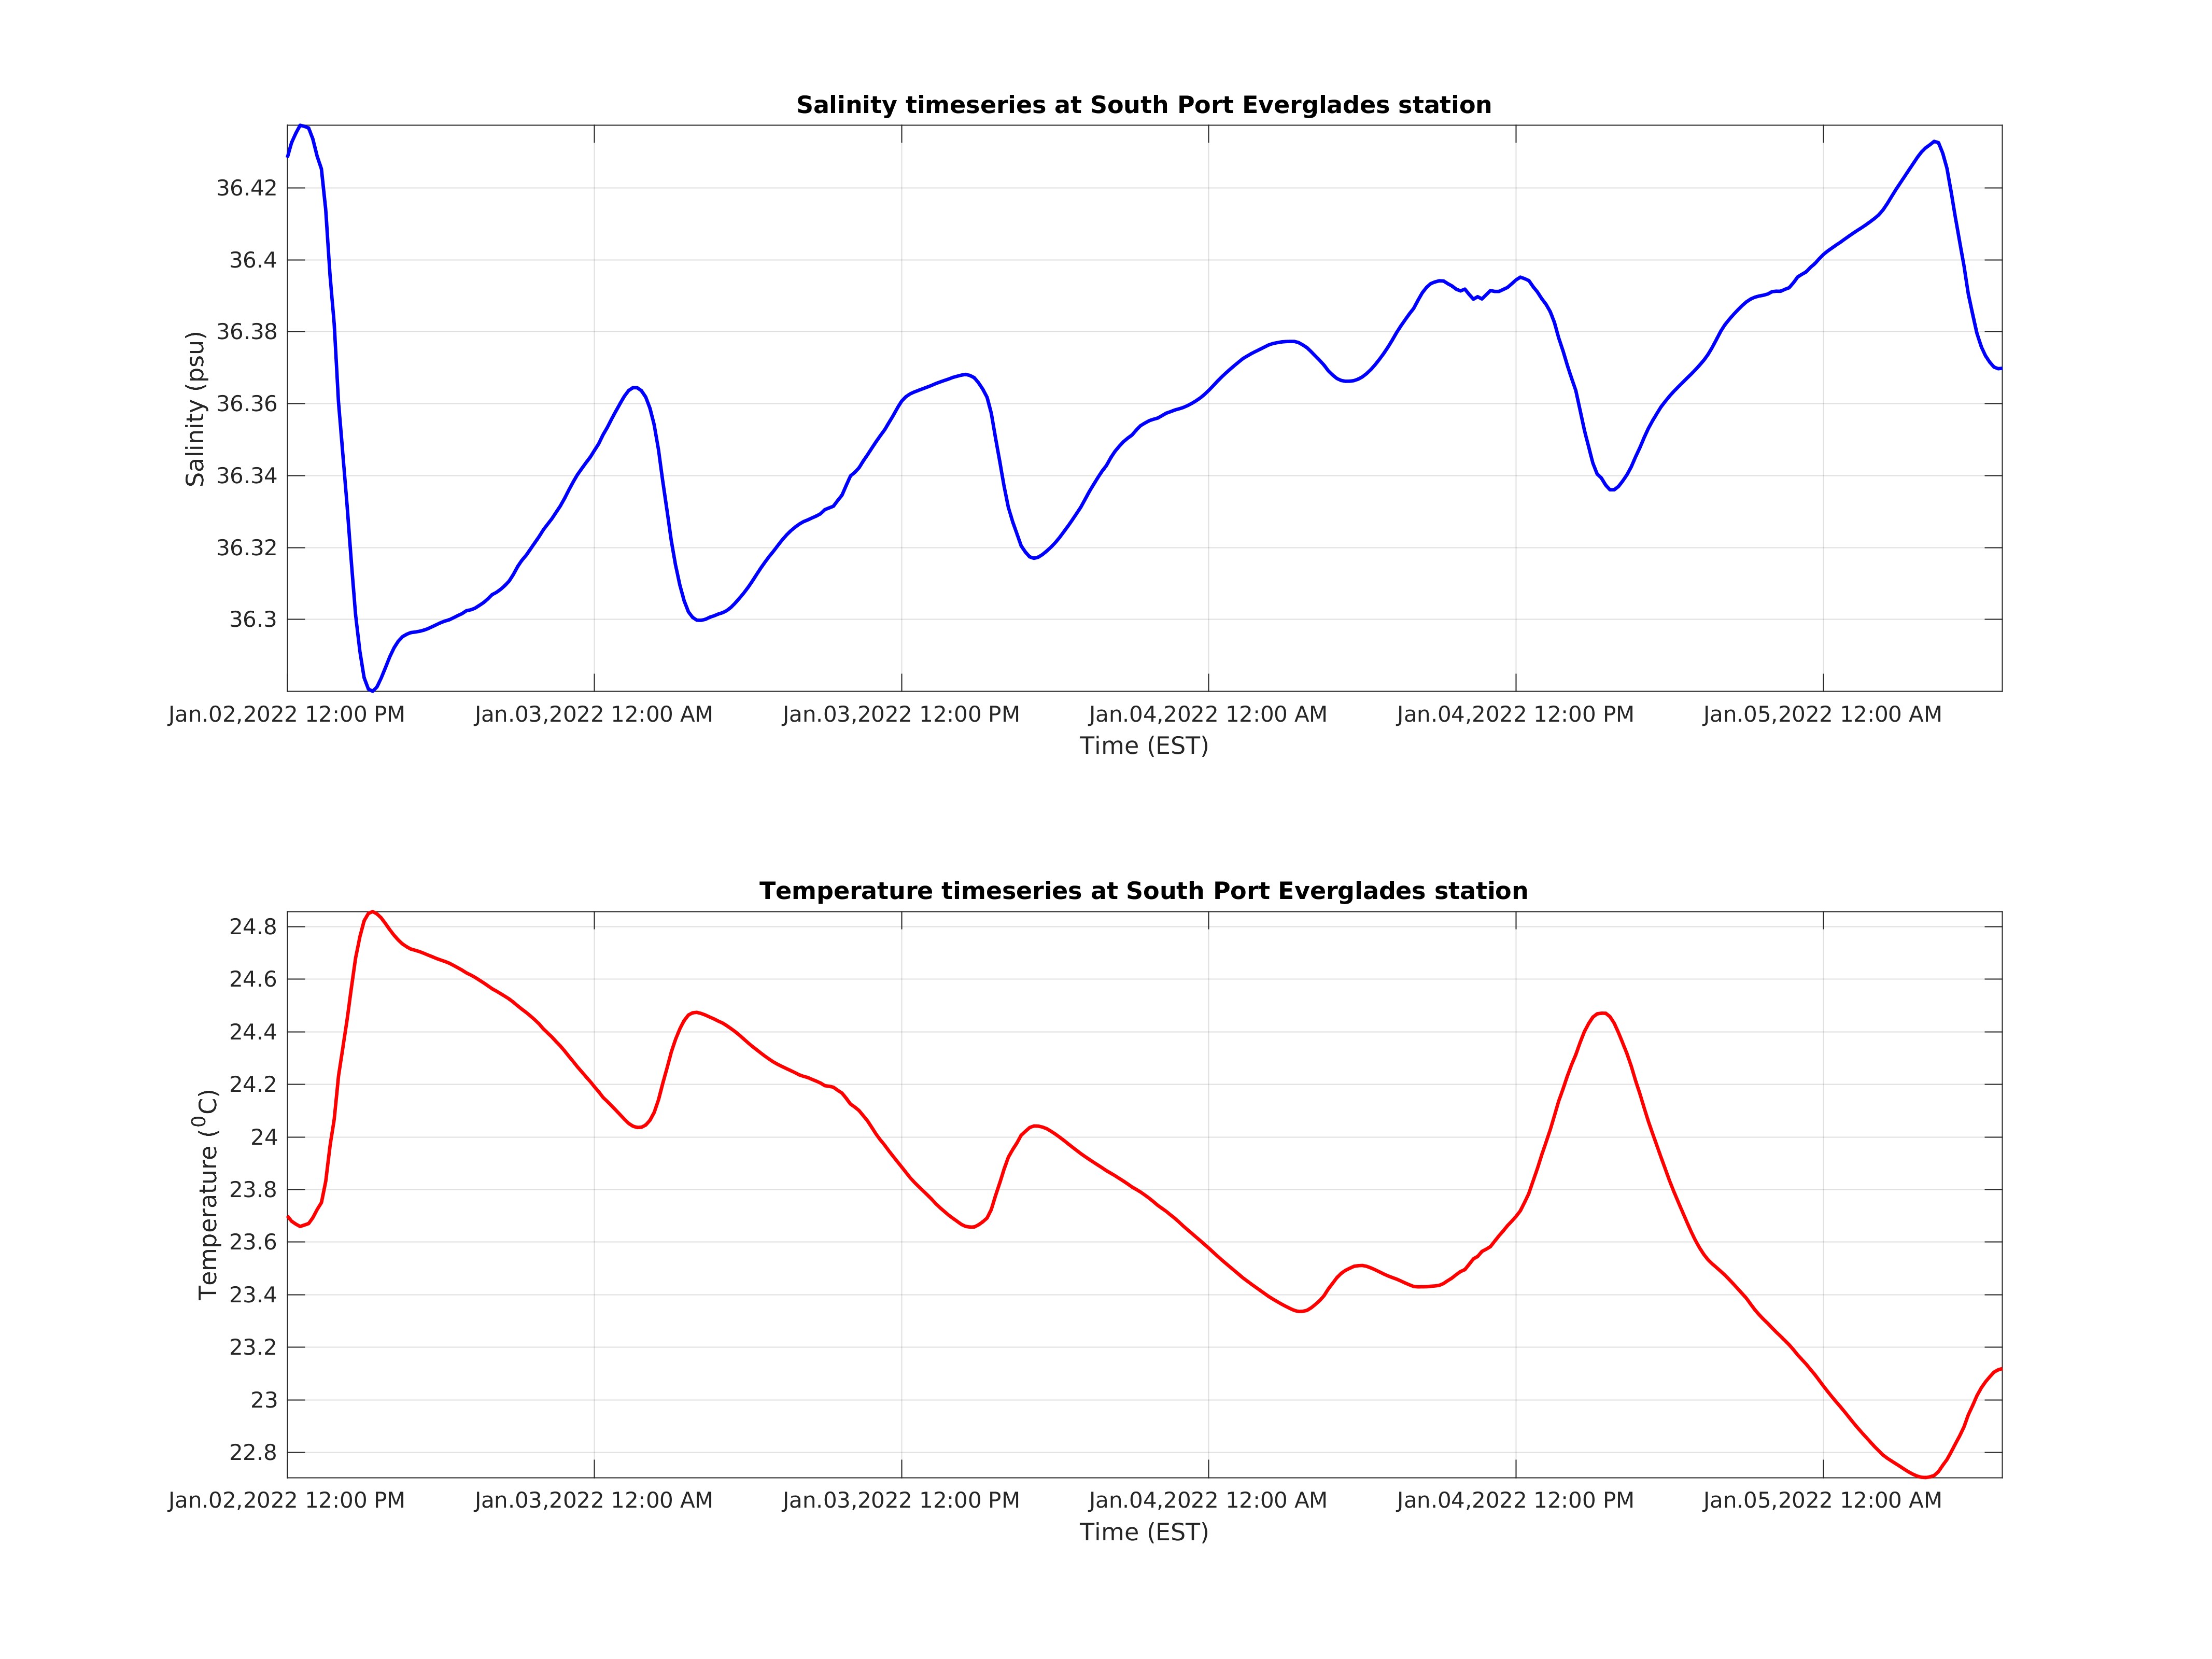 Salinity timeseries at South Port Everglades station
36.42
36.4
36.38
36.36
36.34
36.32
36.3
Salinity (psu)
Jan.02,2022 12:00 PM Jan.03,2022 12:00 AM Jan.03,2022 12:00 PM Jan.04,2022 12:00 AM Jan.04,2022 12:00 PM Jan.05,2022 12:00 AM
Time (EST)
Temperature timeseries at South Port Everglades station
24.8
24.6
24.4
24.2
24
23.8
23.6
23.4
23.2
23
22.8
Temperature (⁰C)
Jan.02,2022 12:00 PM Jan.03,2022 12:00 AM Jan.03,2022 12:00 PM Jan.04,2022 12:00 AM Jan.04,2022 12:00 PM Jan.05,2022 12:00 AM
Time (EST)